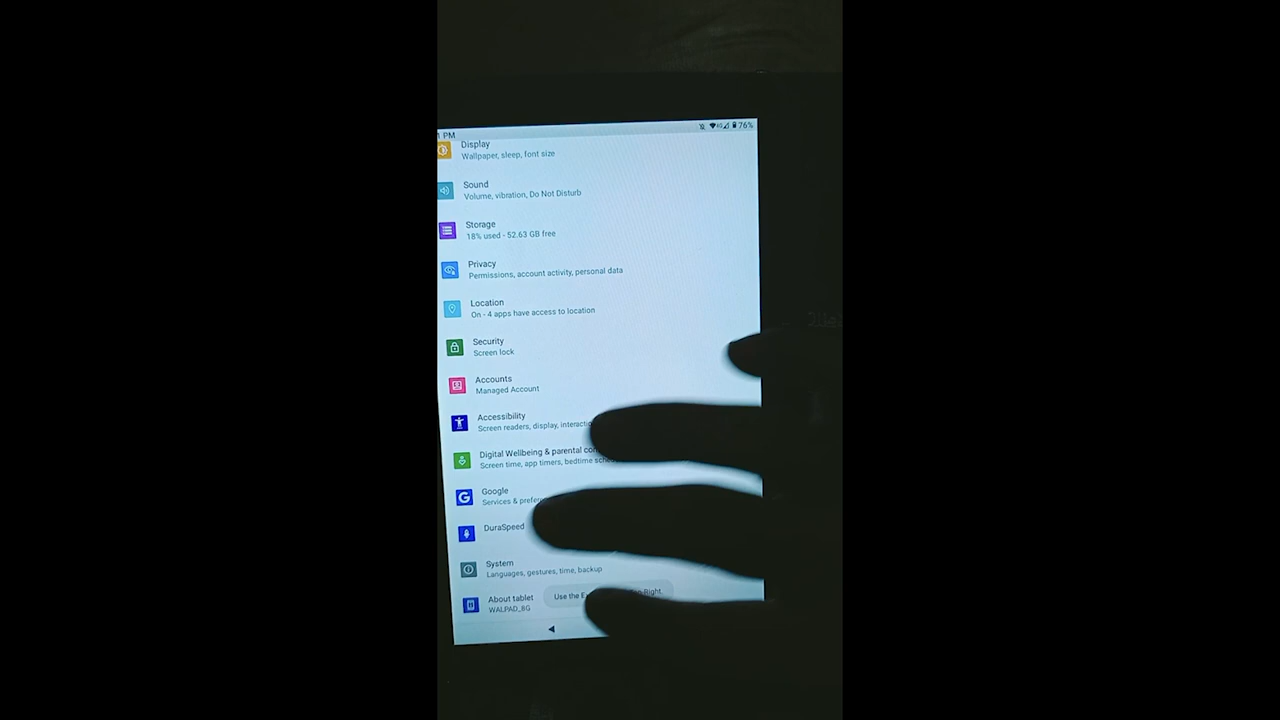 1 PM
76%
Display
Wallpaper, sleep, font size
Sound
Volume, vibration, Do Not Disturb
Storage
18% used - 52.63 GB free
Privacy
Permissions, account activity, personal data
Location
On - 4 apps have access to location
Security
Screen lock
Accounts
Managed Account
Accessibility
Screen readers, display,
Digital Wellbeing & parental
Screen time, app timers, bedtime
Google
Services &
DuraSpeed
System
Languages, gestures, time, backup
About tablet
WALPAD_8G
Use the Right.